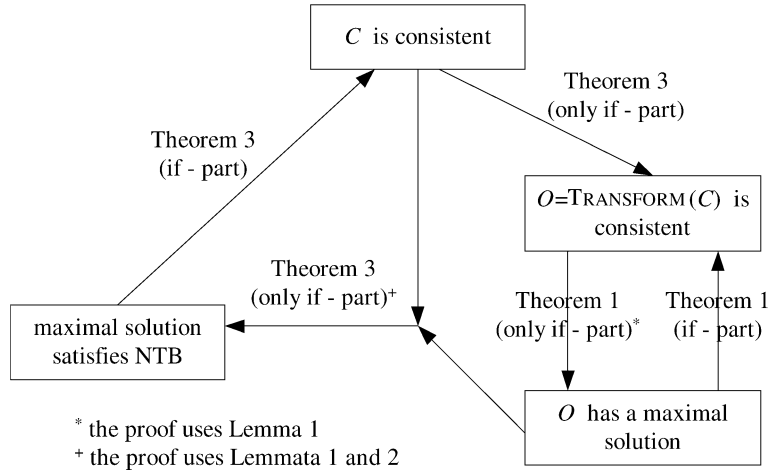 C is consistent
Theorem 3
(only if - part)
Theorem 3
(if - part)
O=TRANSFORM(C) is
consistent
Theorem 3
(only if - part)+
Theorem 1
(only if - part)*
Theorem 1
(if - part)
maximal solution
satisfies NTB
O has a maximal
solution
* the proof uses Lemma 1
+ the proof uses Lemmata 1 and 2